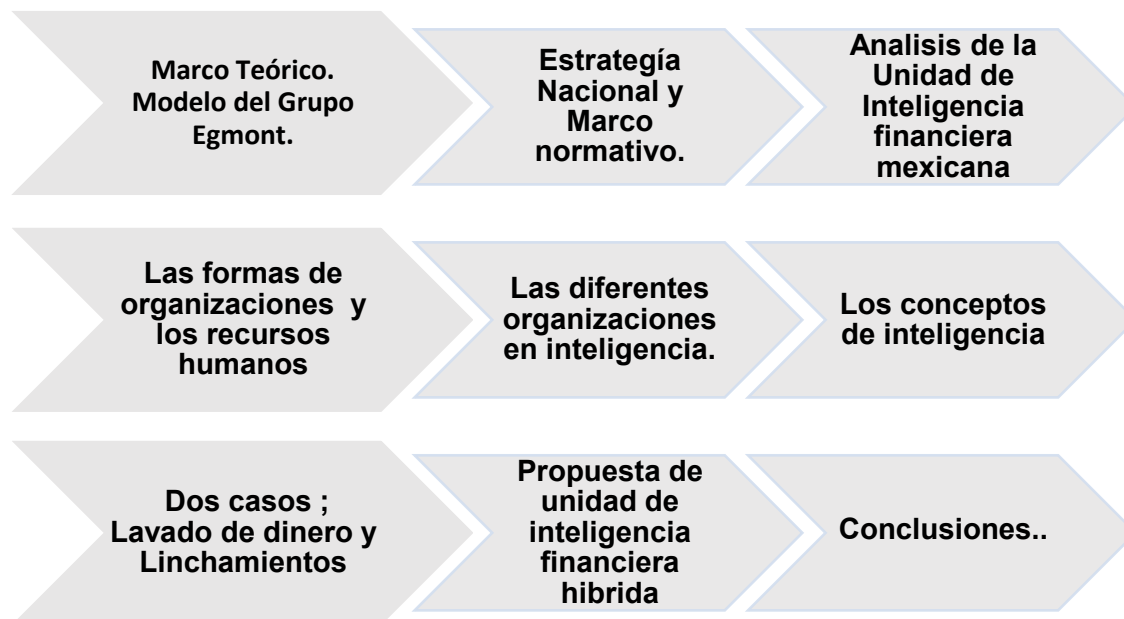 Marco Teórico.
Modelo del Grupo
Egmont.
Estrategía
Nacional y
Marco
normativo.
Analisis de la
Unidad de
Inteligencia
financiera
mexicana
Las formas de
organizaciones y
los recursos
humanos
Las diferentes
organizaciones
en inteligencia.
Los conceptos
de inteligencia
Dos casos ;
Lavado de dinero y
Linchamientos
Propuesta de
unidad de
inteligencia
financiera
hibrida
Conclusiones..